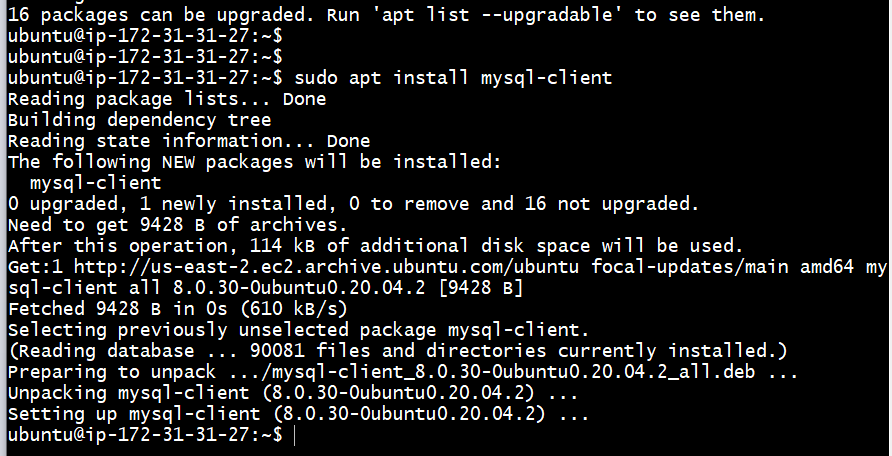 16 packages can be upgraded. Run 'apt list --upgradable' to see them.
ubuntu@ip-172-31-31-27:~$
ubuntu@ip-172-31-31-27:~$
ubuntu@ip-172-31-31-27:~$ sudo apt install mysql-client
Reading package lists... Done
Building dependency tree
Reading state information... Done
The following NEW packages will be installed:
  mysql-client
0 upgraded, 1 newly installed, 0 to remove and 16 not upgraded.
Need to get 9428 B of archives.
After this operation, 114 kB of additional disk space will be used.
Get:1 http://us-east-2.ec2.archive.ubuntu.com/ubuntu focal-updates/main amd64 my
sql-client all 8.0.30-0ubuntu0.20.04.2 [9428 B]
Fetched 9428 B in 0s (610 kB/s)
Selecting previously unselected package mysql-client.
(Reading database ... 90081 files and directories currently installed.)
Preparing to unpack .../mysql-client_8.0.30-0ubuntu0.20.04.2_all.deb ...
Unpacking mysql-client (8.0.30-0ubuntu0.20.04.2) ...
Setting up mysql-client (8.0.30-0ubuntu0.20.04.2) ...
ubuntu@ip-172-31-31-27:~$